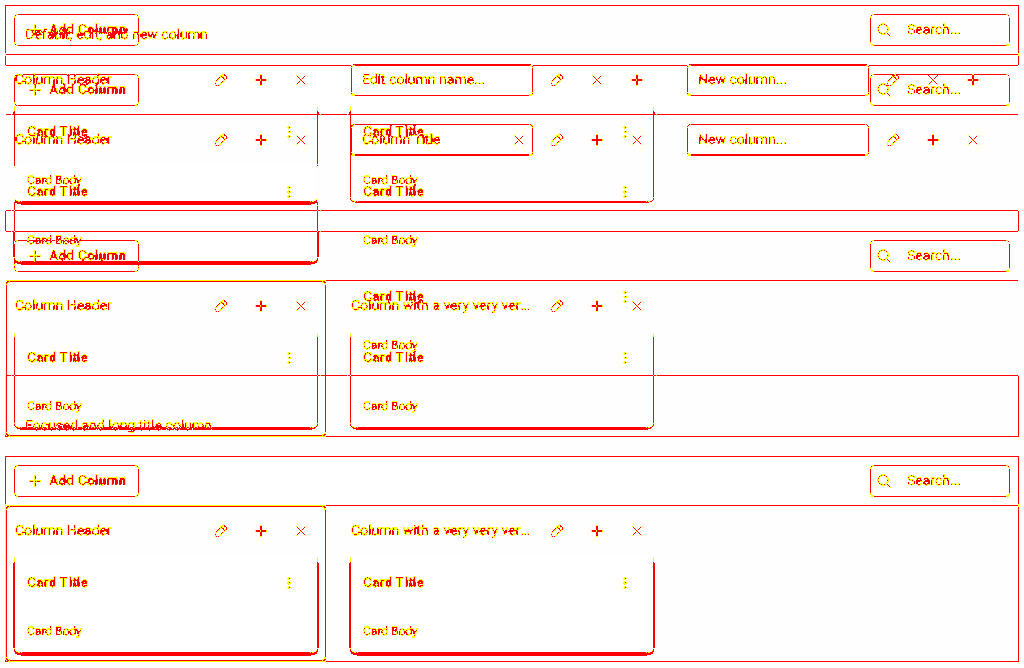 Add Column
Search...
Default, edit, and new column
Column Header
Edit column name...
New column...
Add Column
Search...
Card Title
Card Title
Column Header
Column Title
New column...
Card Body
Card Body
Card Title
Card Title
Card Body
Card Body
Add Column
Search...
Card Title
Column Header
Column with a very very ver...
Card Body
Card Title
Card Title
Card Body
Card Body
Focused and long title column
Add Column
Search...
Column Header
Column with a very very ver...
Card Title
Card Title
Card Body
Card Body